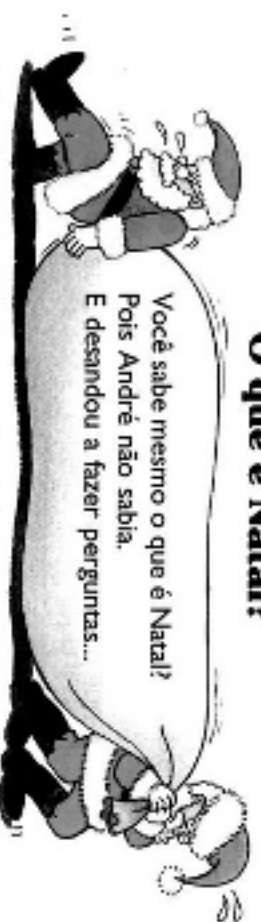 O que é Natal?
Você sabe mesmo o que é Natal?
Pois André não sabia.
E desandou a fazer perguntas...